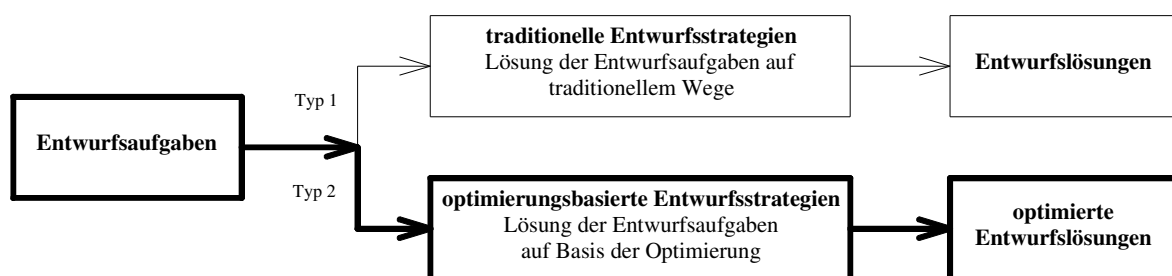 traditionelle Entwurfsstrategien
Lösung der Entwurfsaufgaben auf
traditionellem Wege
Entwurfslösungen
Typ 1
Entwurfsaufgaben
Typ 2
optimierungsbasierte Entwurfsstrategien
Lösung der Entwurfsaufgaben
auf Basis der Optimierung
optimierte
Entwurfslösungen